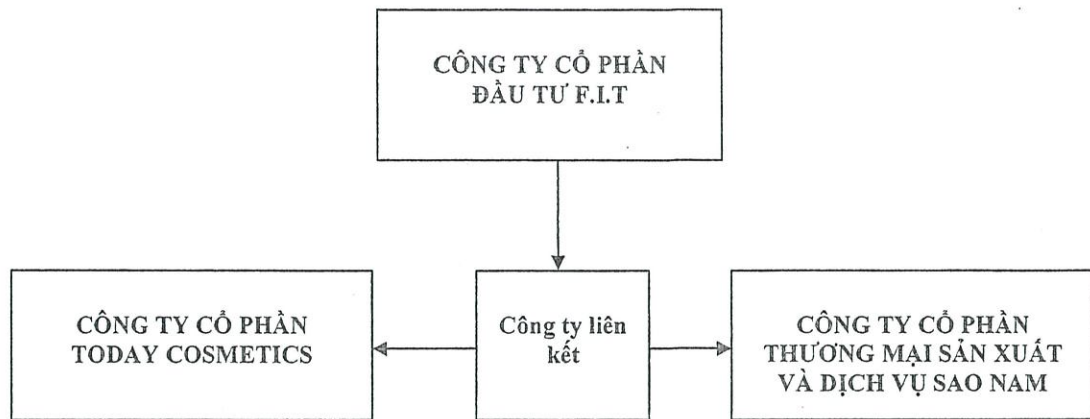 CÔNG TY CỔ PHẦN
ĐẦU TƯ F.I.T
CÔNG TY CỔ PHẦN
TODAY COSMETICS
Công ty liên
kết
CÔNG TY CỔ PHẦN
THƯƠNG MẠI SẢN XUẤT
VÀ DỊCH VỤ SAO NAM